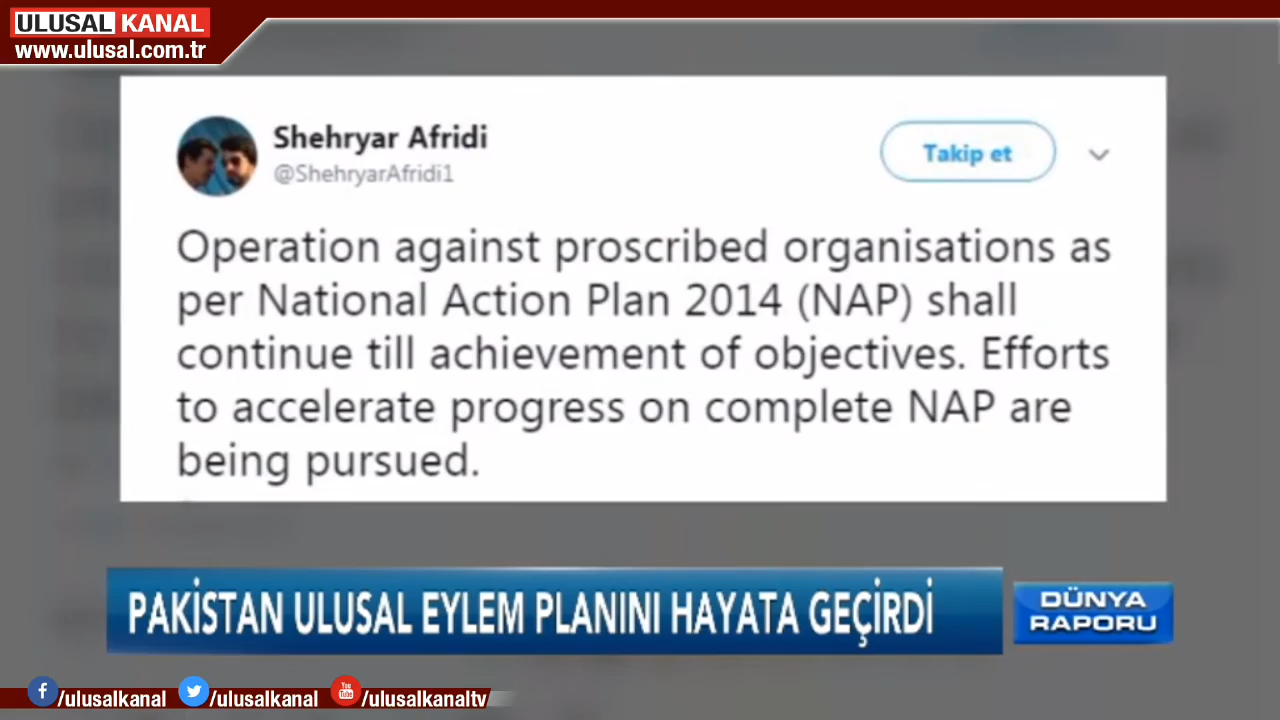 ULUSAL KANAL
www.ulusal.com.tr
Shehryar Afridi
@ShehryarAfridi1
Takip et
Operation against proscribed organisations as
per National Action Plan 2014 (NAP) shall
continue till achievement of objectives. Efforts
to accelerate progress on complete NAP are
being pursued.
PAKİSTAN ULUSAL EYLEM PLANINI HAYATA GEÇİRDİ
DÜNYA
RAPORU
/ulusalkanal
/ulusalkanal
You Tube
/ulusalkanaltv